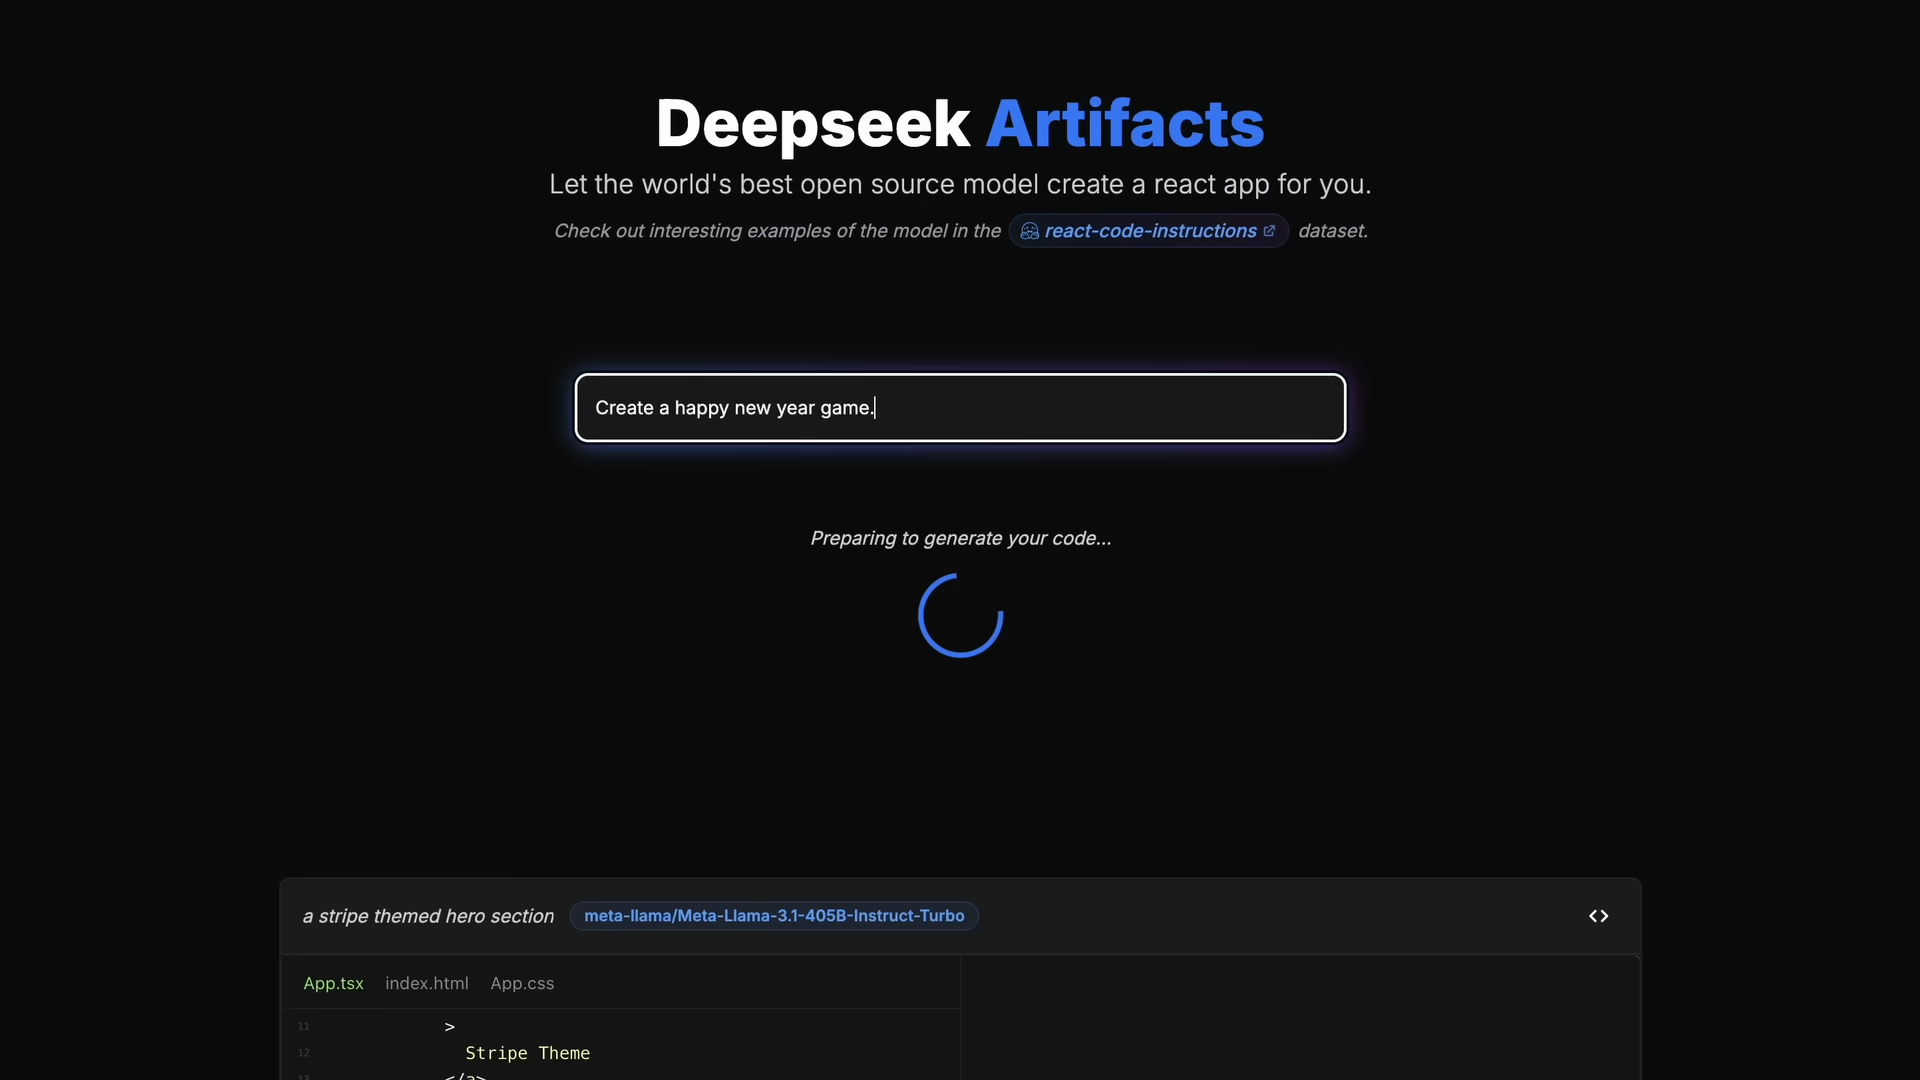 Deepseek Artifacts
Let the world's best open source model create a react app for you.
Check out interesting examples of the model in the react-code-instructions dataset.
Create a happy new year game.
Preparing to generate your code...
a stripe themed hero section meta-llama/Meta-Llama-3.1-405B-Instruct-Turbo <>
App.tsx index.html App.css
11 >
12 Stripe Theme
13 </a>